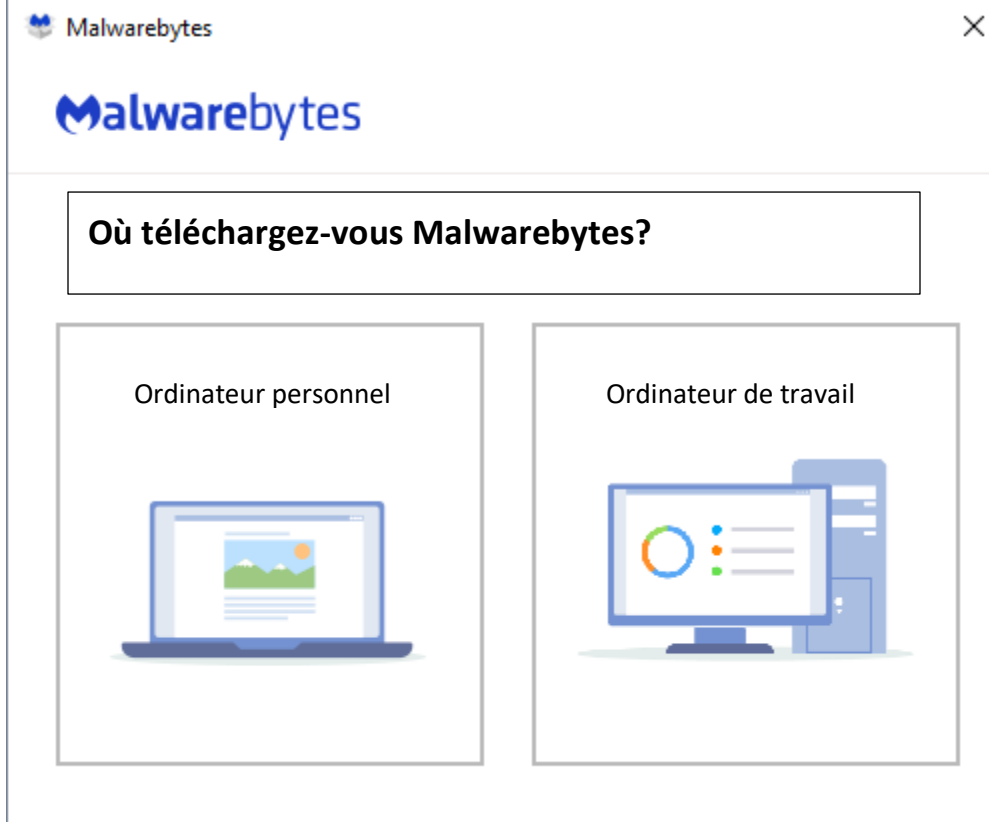 Malwarebytes
Malwarebytes
Où téléchargez-vous Malwarebytes?
Ordinateur personnel
Ordinateur de travail